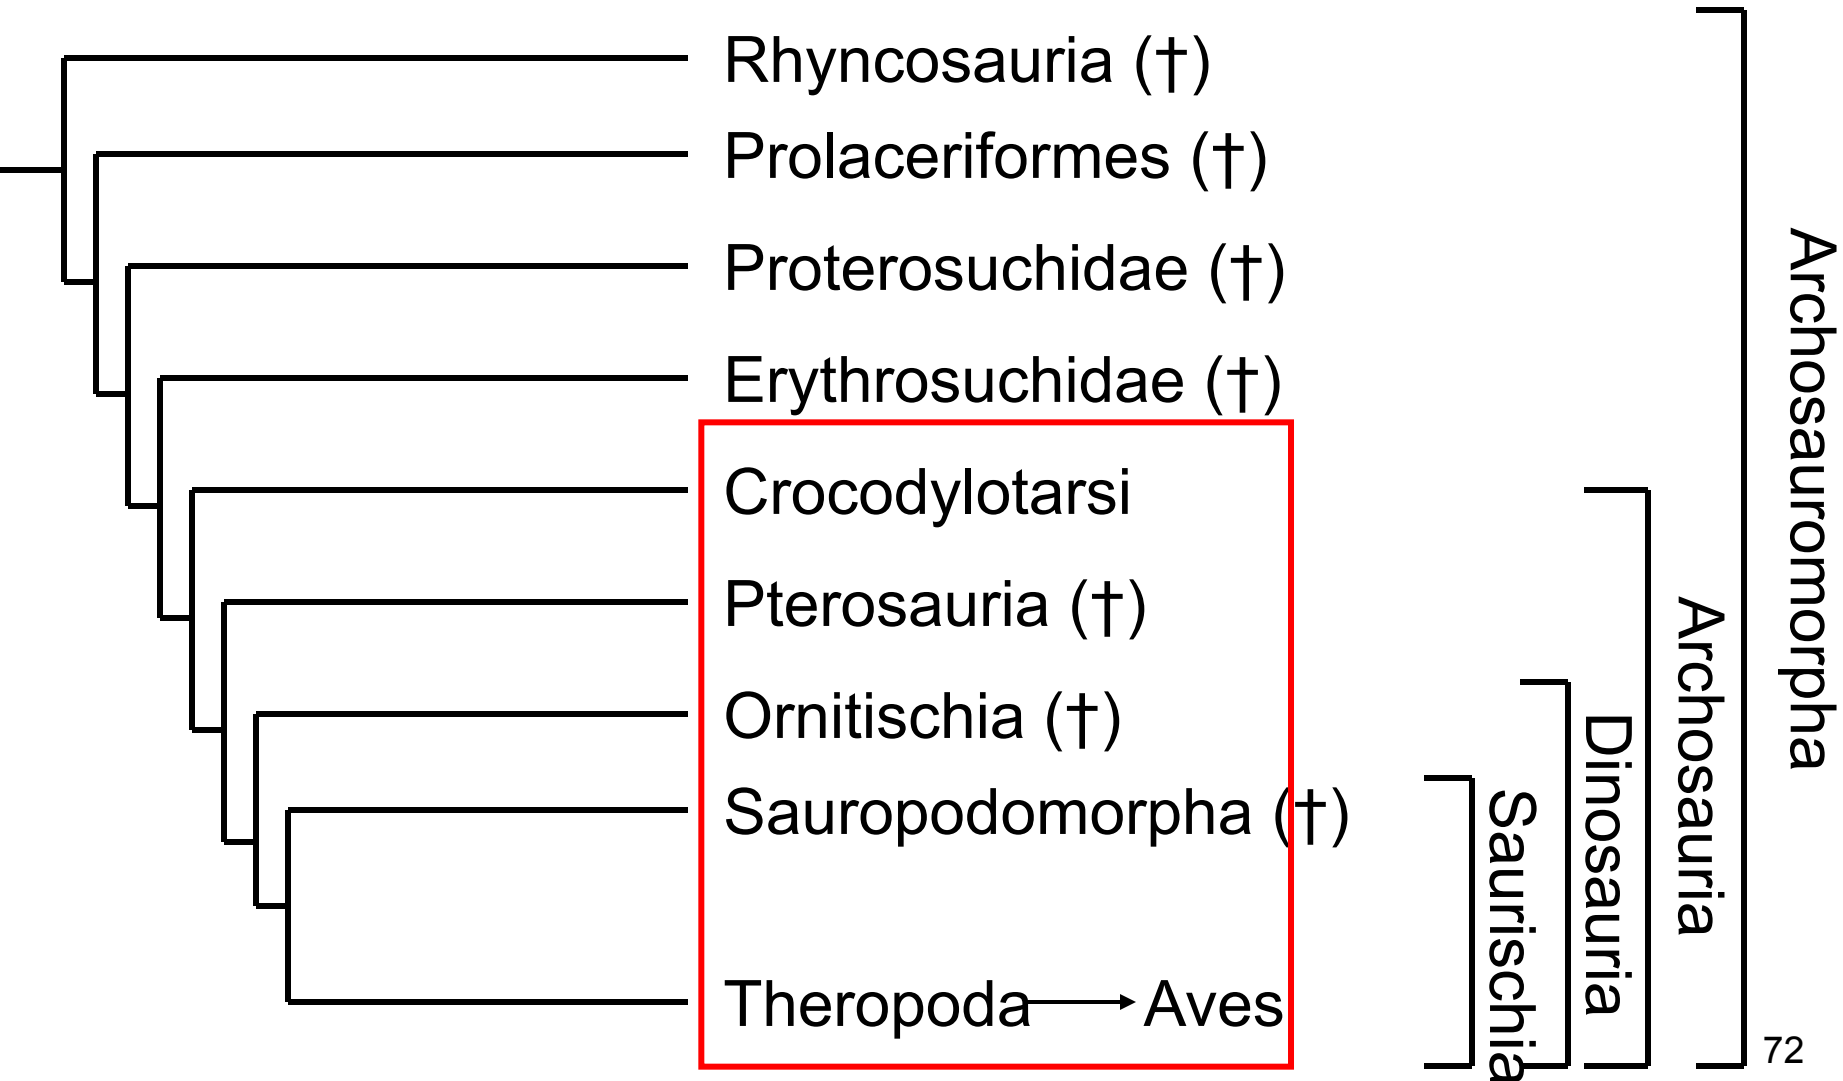 Rhyncosauria (†)
Prolaceriformes (†)
Proterosuchidae (†)
Erythrosuchidae (†)
Crocodylotarsi
Pterosauria (†)
Ornitischia (†)
Sauropodomorpha (†)
Theropoda → Aves
Saurischia
Dinosauria
Archosauria
Archosauromorpha
72